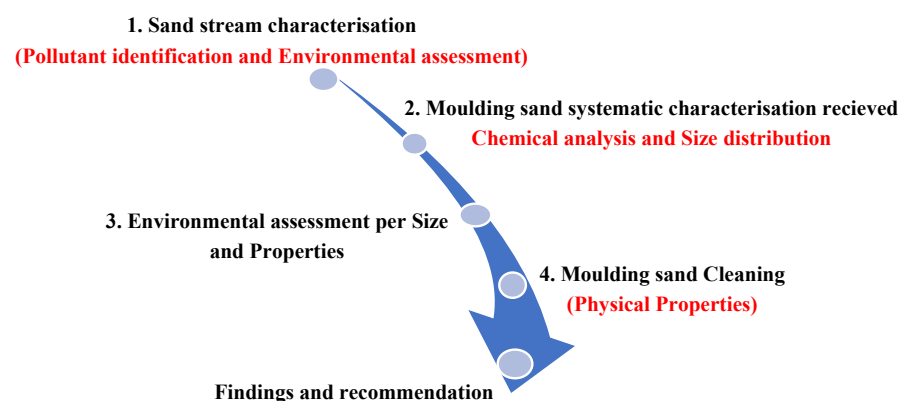 1. Sand stream characterisation
(Pollutant identification and Environmental assessment)
2. Moulding sand systematic characterisation recieved
Chemical analysis and Size distribution
3. Environmental assessment per Size
and Properties
4. Moulding sand Cleaning
(Physical Properties)
Findings and recommendation